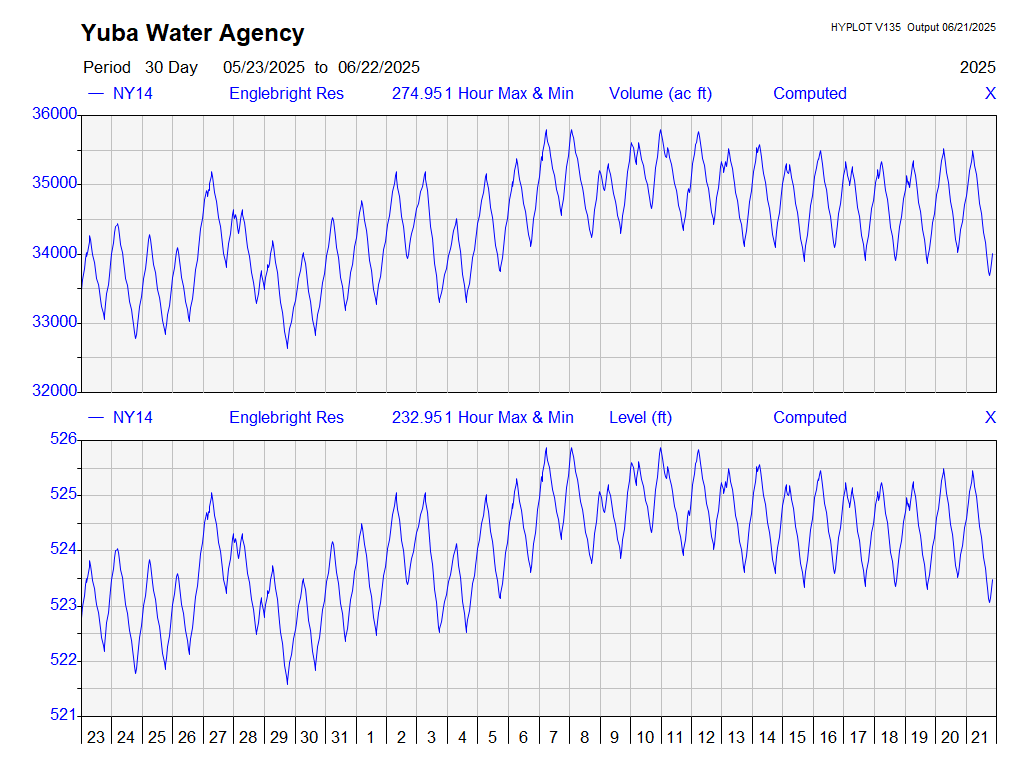 Yuba Water Agency
HYPLOT V135 Output 06/21/2025
Period 30 Day 05/23/2025 to 06/22/2025 2025
— NY14 Englebright Res 274.951 Hour Max & Min Volume (ac ft) Computed X
36000
35000
34000
33000
32000
— NY14 Englebright Res 232.951 Hour Max & Min Level (ft) Computed X
526
525
524
523
522
521
23 24 25 26 27 28 29 30 31 1 2 3 4 5 6 7 8 9 10 11 12 13 14 15 16 17 18 19 20 21